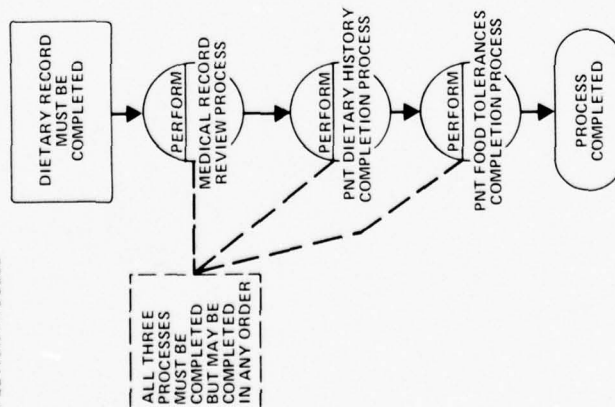 DIETARY RECORD
MUST BE
COMPLETED
PERFORM
MEDICAL RECORD
REVIEW PROCESS
PERFORM
PNT DIETARY HISTORY
COMPLETION PROCESS
PERFORM
PNT FOOD TOLERANCES
COMPLETION PROCESS
PROCESS
COMPLETED
ALL THREE
PROCESSES
MUST BE
COMPLETED
BUT MAY BE
COMPLETED
IN ANY ORDER